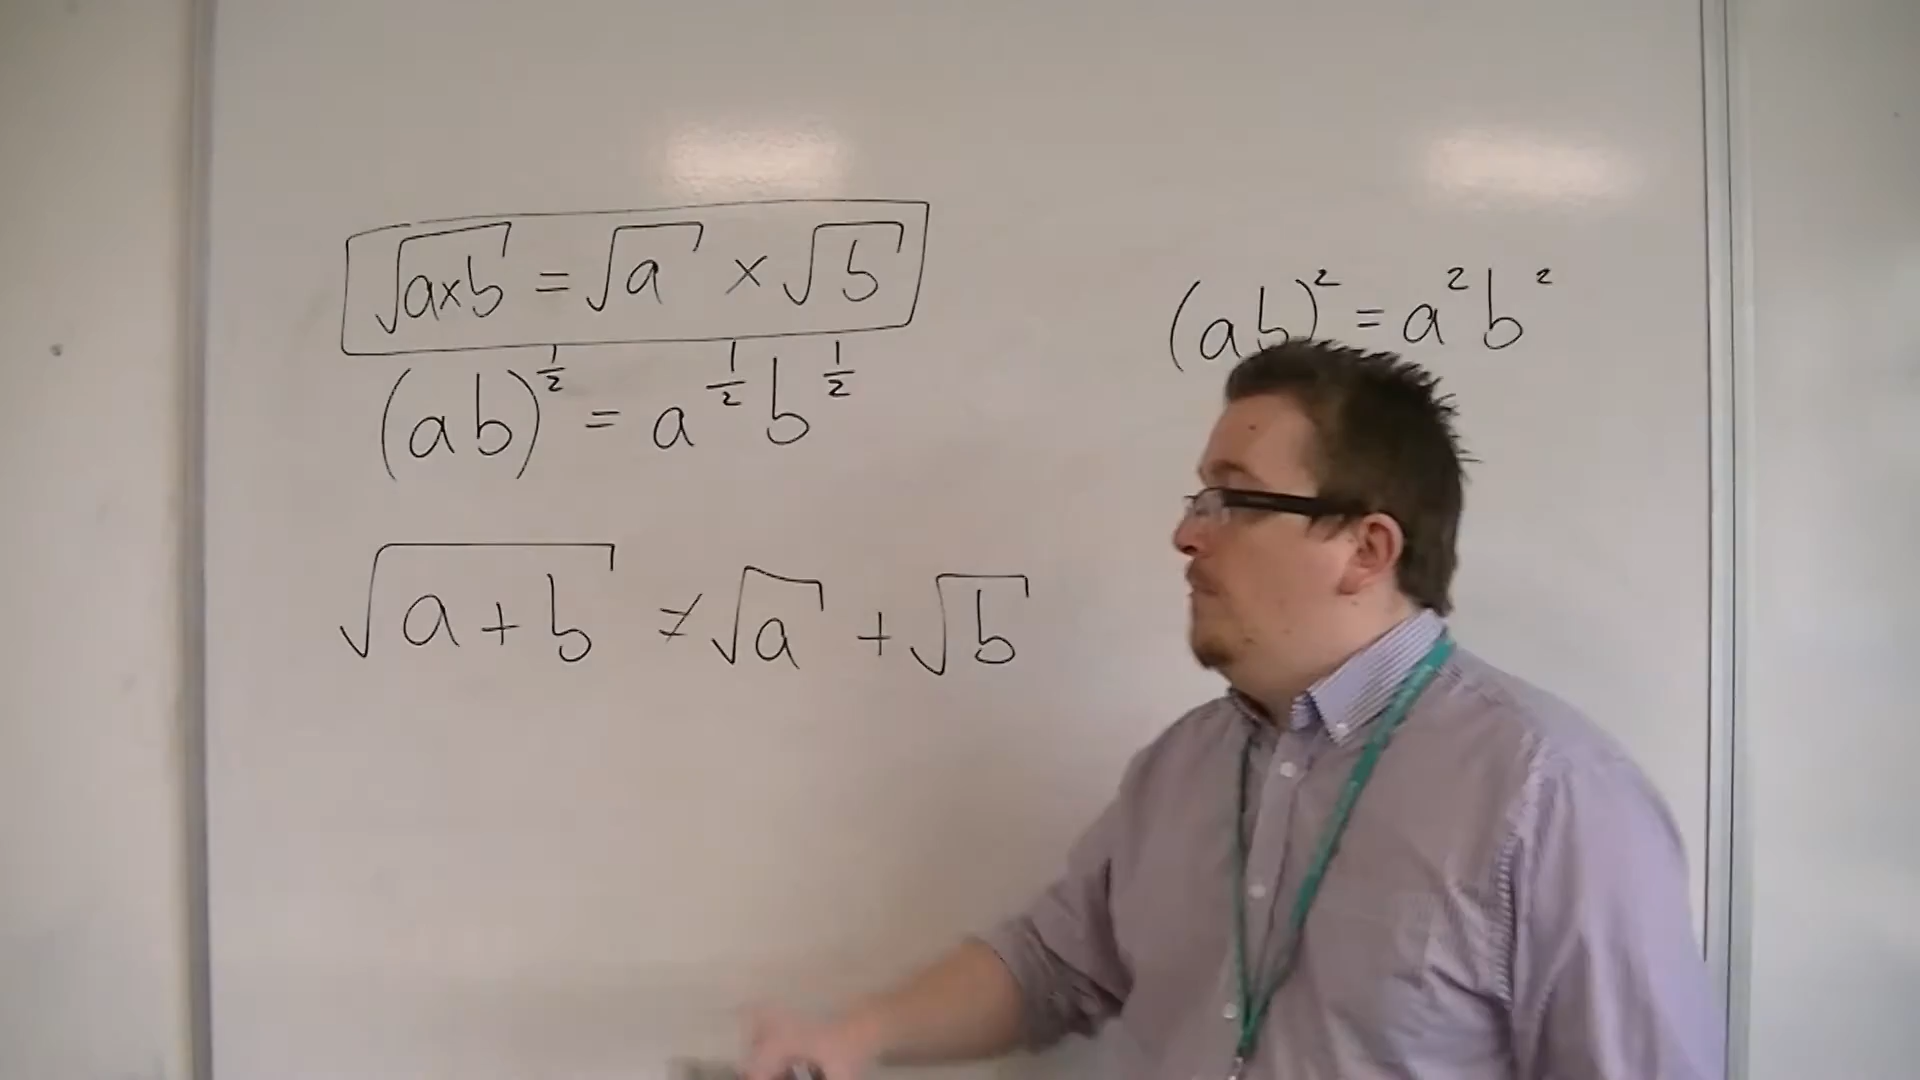 √a×b = √a × √b
(ab)^½ = a^½ b^½
√a+b ≠ √a + √b
(ab)² = a²b²